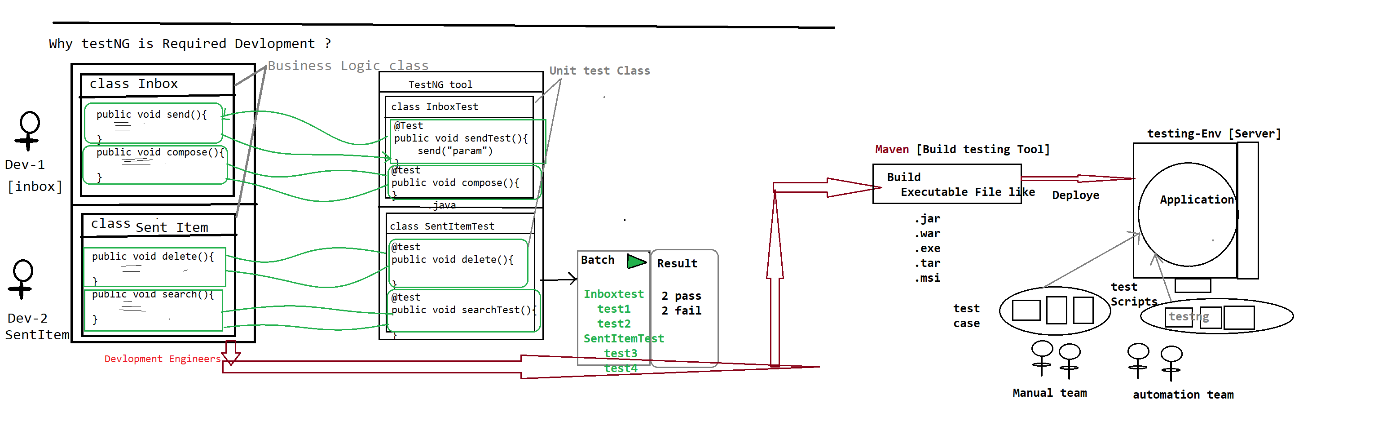 Why testNG is Required Devlopment ?
Business Logic class
class Inbox
public void send(){
}
public void compose(){
}
Dev-1
[inbox]
class Sent Item
public void delete(){
}
public void search(){
}
Dev-2
SentItem
Devlopment Engineers
Unit test Class
TestNG tool
class InboxTest
@Test
public void sendTest(){
send("param")
}
@test
public void compose(){
}
.java
class SentItemTest
@test
public void delete(){
}
@test
public void searchTest(){
}
Batch
Inboxtest
test1
test2
SentItemTest
test3
test4
Result
2 pass
2 fail
Maven [Build testing Tool]
Build
Executable File like
.jar
.war
.exe
.tar
.msi
Deploye
testing-Env [Server]
Application
test
case
test
Scripts
testng
Manual team
automation team